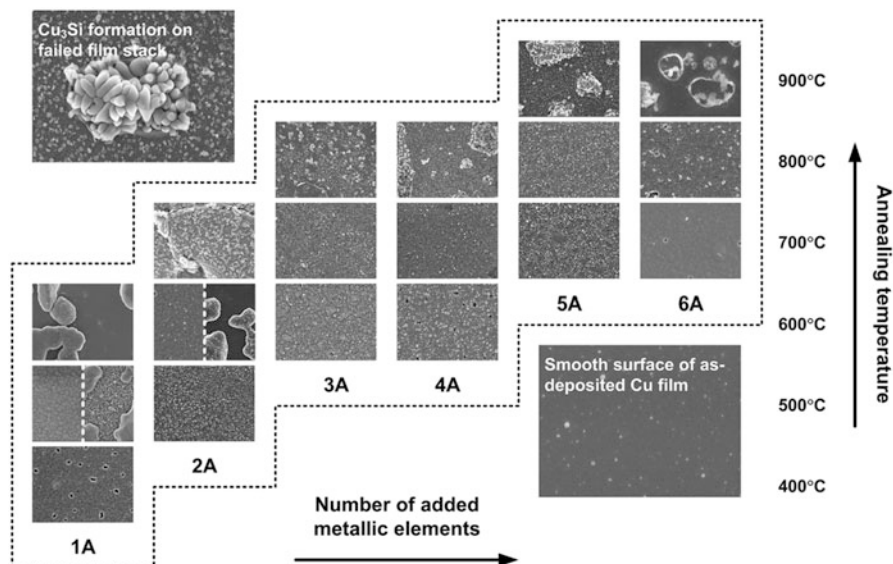 Cu₃Si formation on
failed film stack
900°C
800°C
700°C
600°C
500°C
400°C
Annealing temperature
5A
6A
3A
4A
2A
1A
Smooth surface of as-
deposited Cu film
Number of added
metallic elements